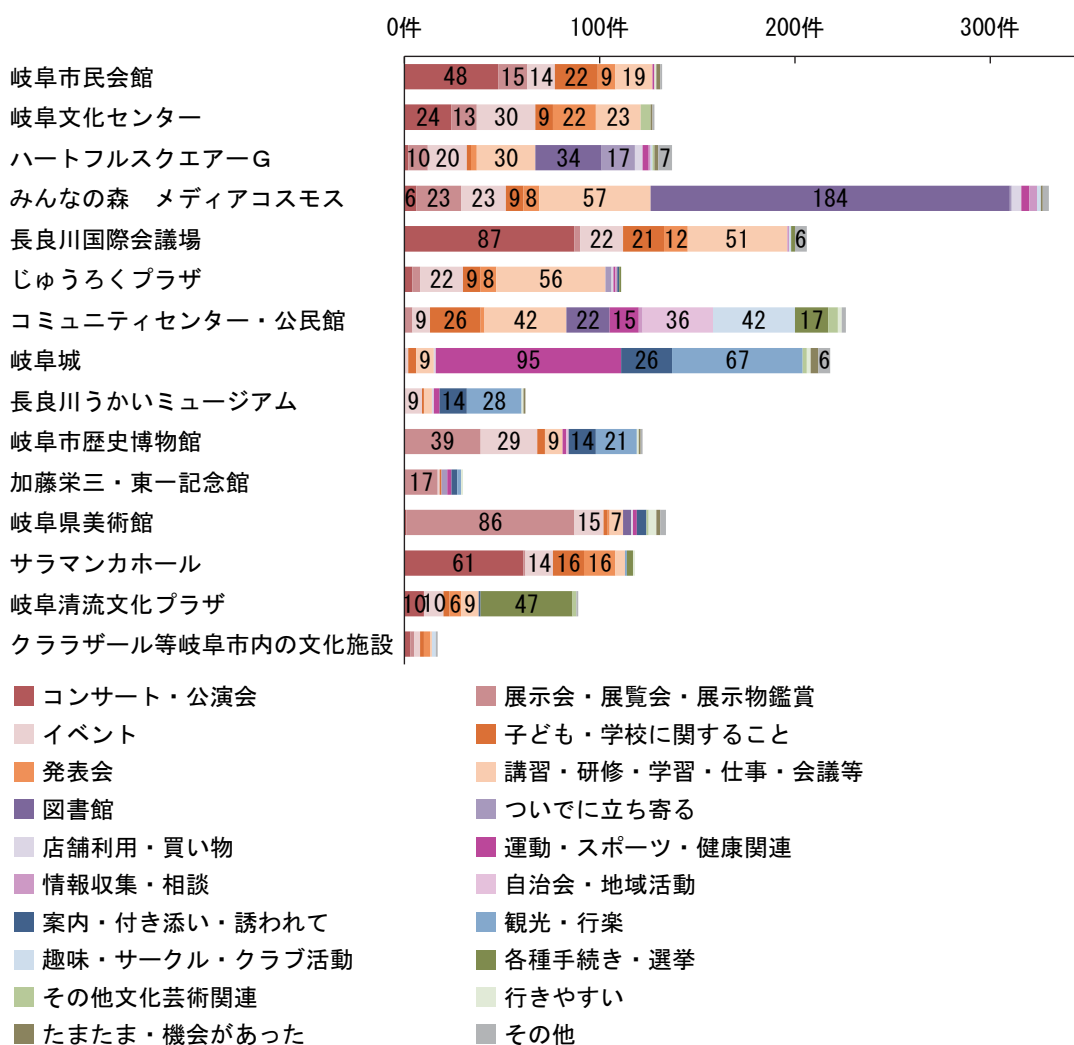 0件 100件 200件 300件
岐阜市民会館 48 15 14 22 9 19
岐阜文化センター 24 13 30 9 22 23
ハートフルスクエアーG 10 20 30 34 17 7
みんなの森　メディアコスモス 6 23 23 9 8 57 184
長良川国際会議場 87 22 21 12 51 6
じゅうろくプラザ 22 9 8 56
コミュニティセンター・公民館 9 26 42 22 15 36 42 17
岐阜城 9 95 26 67 6
長良川うかいミュージアム 9 14 28
岐阜市歴史博物館 39 29 9 14 21
加藤栄三・東一記念館 17
岐阜県美術館 86 15 7
サラマンカホール 61 14 16 16
岐阜清流文化プラザ 10 10 6 9 47
クララザール等岐阜市内の文化施設
コンサート・公演会 展示会・展覧会・展示物鑑賞
イベント 子ども・学校に関すること
発表会 講習・研修・学習・仕事・会議等
図書館 ついでに立ち寄る
店舗利用・買い物 運動・スポーツ・健康関連
情報収集・相談 自治会・地域活動
案内・付き添い・誘われて 観光・行楽
趣味・サークル・クラブ活動 各種手続き・選挙
その他文化芸術関連 行きやすい
たまたま・機会があった その他